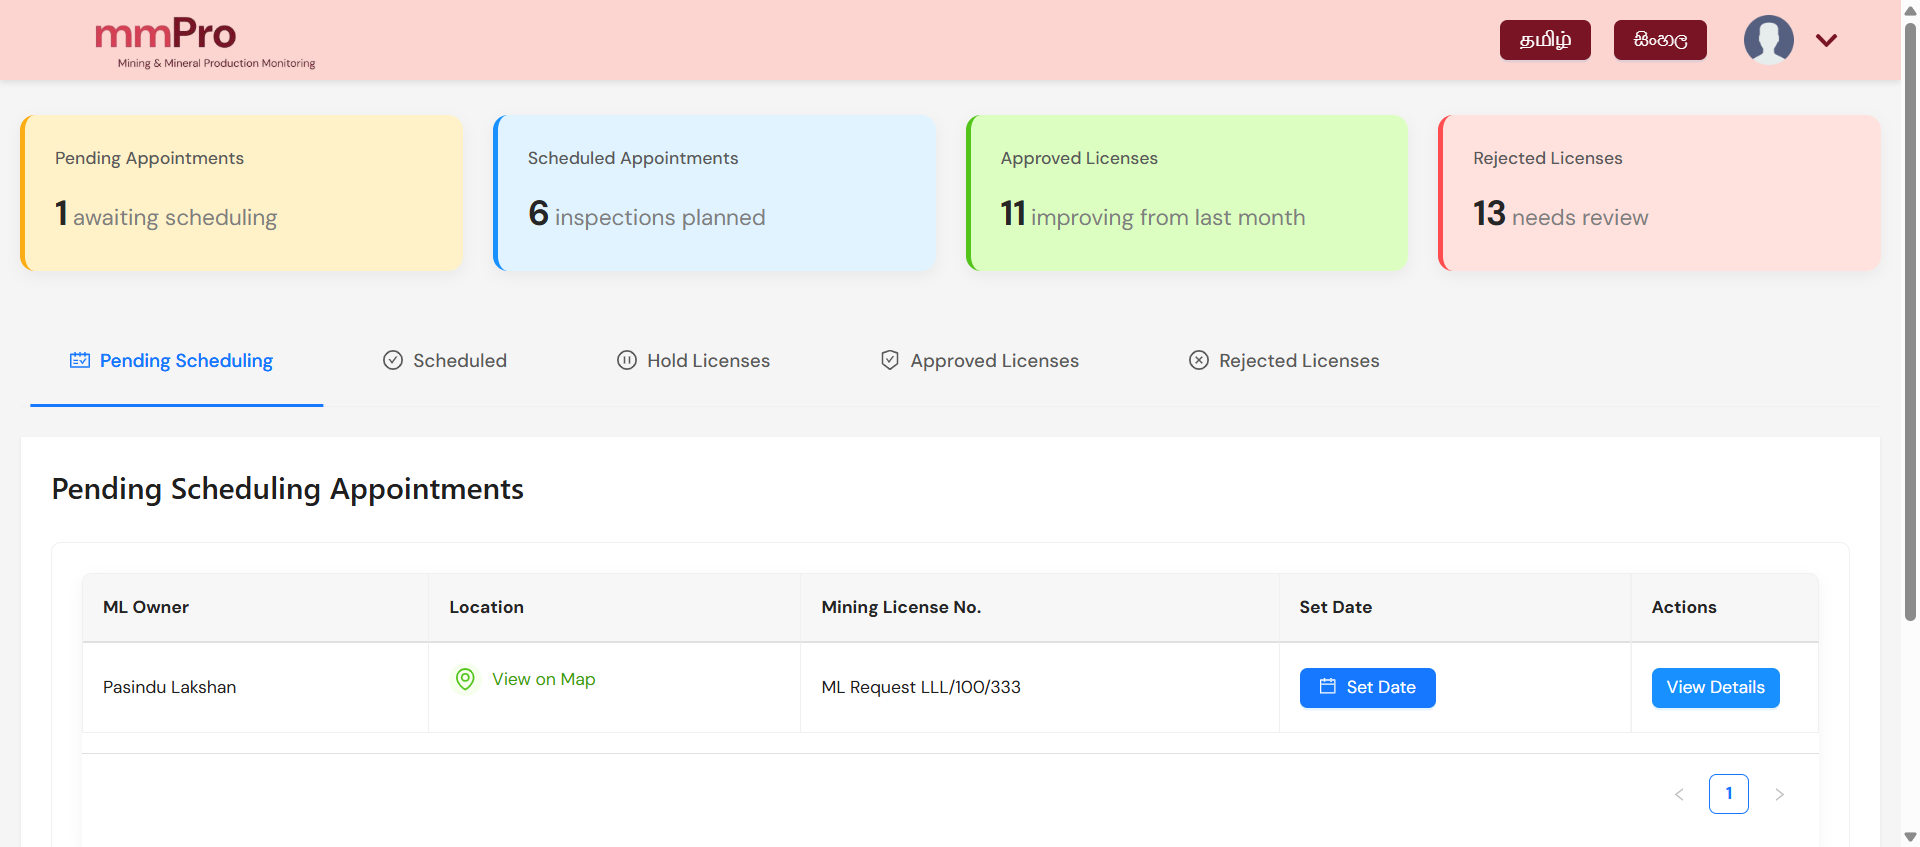 mmPro
Mining & Mineral Production Monitoring
தமிழ்
සිංහල
Pending Appointments
1 awaiting scheduling
Scheduled Appointments
6 inspections planned
Approved Licenses
11 improving from last month
Rejected Licenses
13 needs review
Pending Scheduling
Scheduled
Hold Licenses
Approved Licenses
Rejected Licenses
Pending Scheduling Appointments
ML Owner Location Mining License No. Set Date Actions
Pasindu Lakshan View on Map ML Request LLL/100/333 Set Date View Details
1